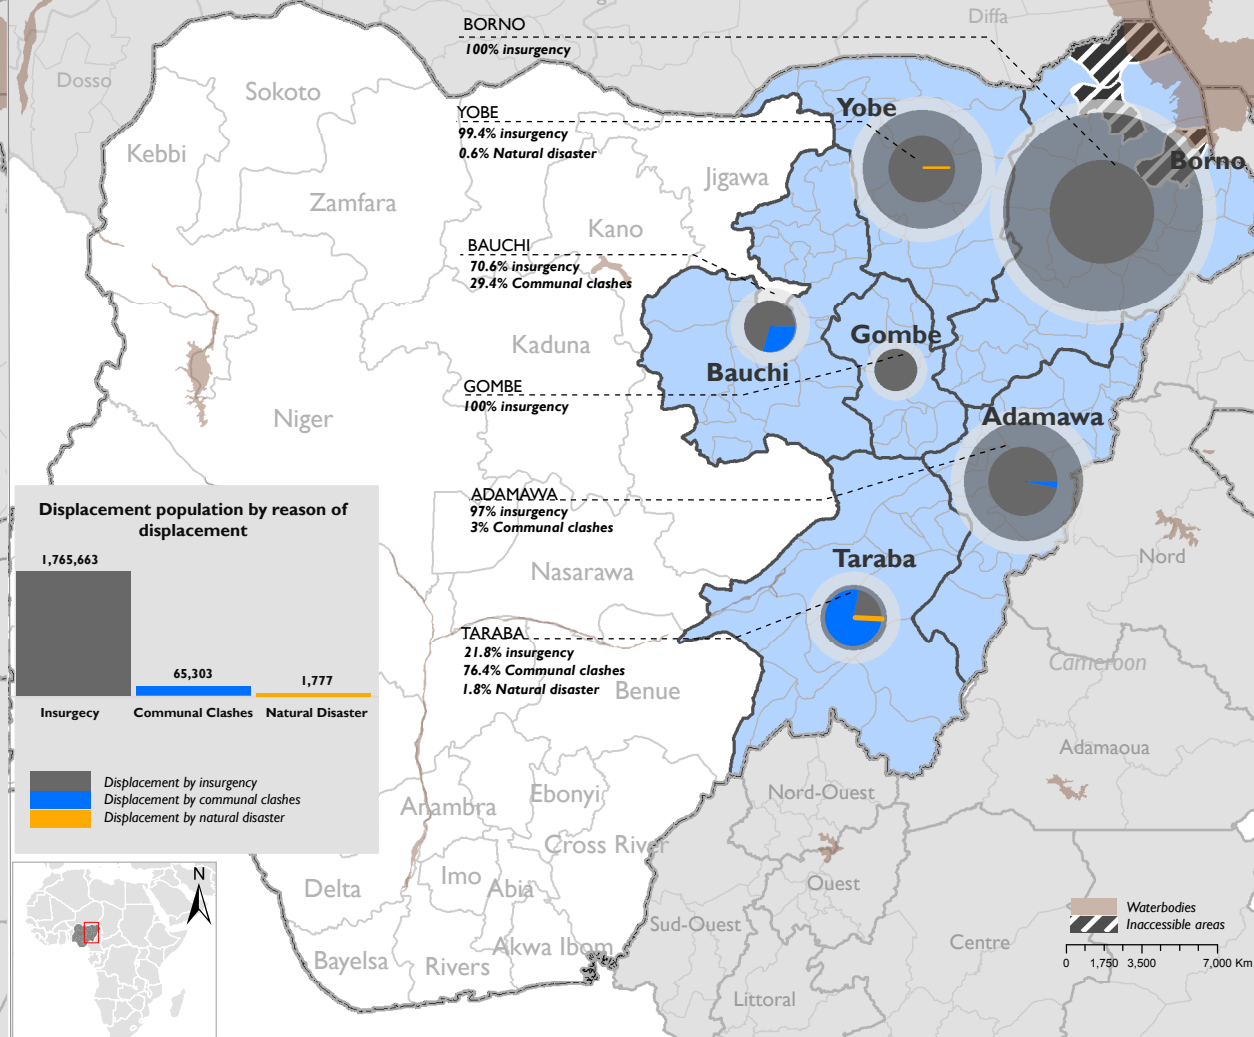 BORNO
100% insurgency
Diffa
Dosso
Sokoto
Kebbi
Zamfara
YOBE
99.4% insurgency
0.6% Natural disaster
Yobe
Borno
Jigawa
Kano
BAUCHI
70.6% insurgency
29.4% Communal clashes
Kaduna
Gombe
Bauchi
GOMBE
100% insurgency
Niger
Adamawa
ADAMAWA
97% insurgency
3% Communal clashes
Displacement population by reason of
displacement
1,765,663
65,303
1,777
Insurgecy
Communal Clashes
Natural Disaster
Displacement by insurgency
Displacement by communal clashes
Displacement by natural disaster
Nasarawa
Taraba
Nord
TARABA
21.8% insurgency
76.4% Communal clashes
1.8% Natural disaster
Benue
Cameroon
Adamaoua
Anambra
Ebonyi
Nord-Ouest
Cross River
N
Delta
Imo
Abia
Ouest
Sud-Ouest
Centre
Akwa Ibom
Bayelsa
Rivers
Littoral
Waterbodies
Inaccessible areas
0 1,750 3,500 7,000 Km